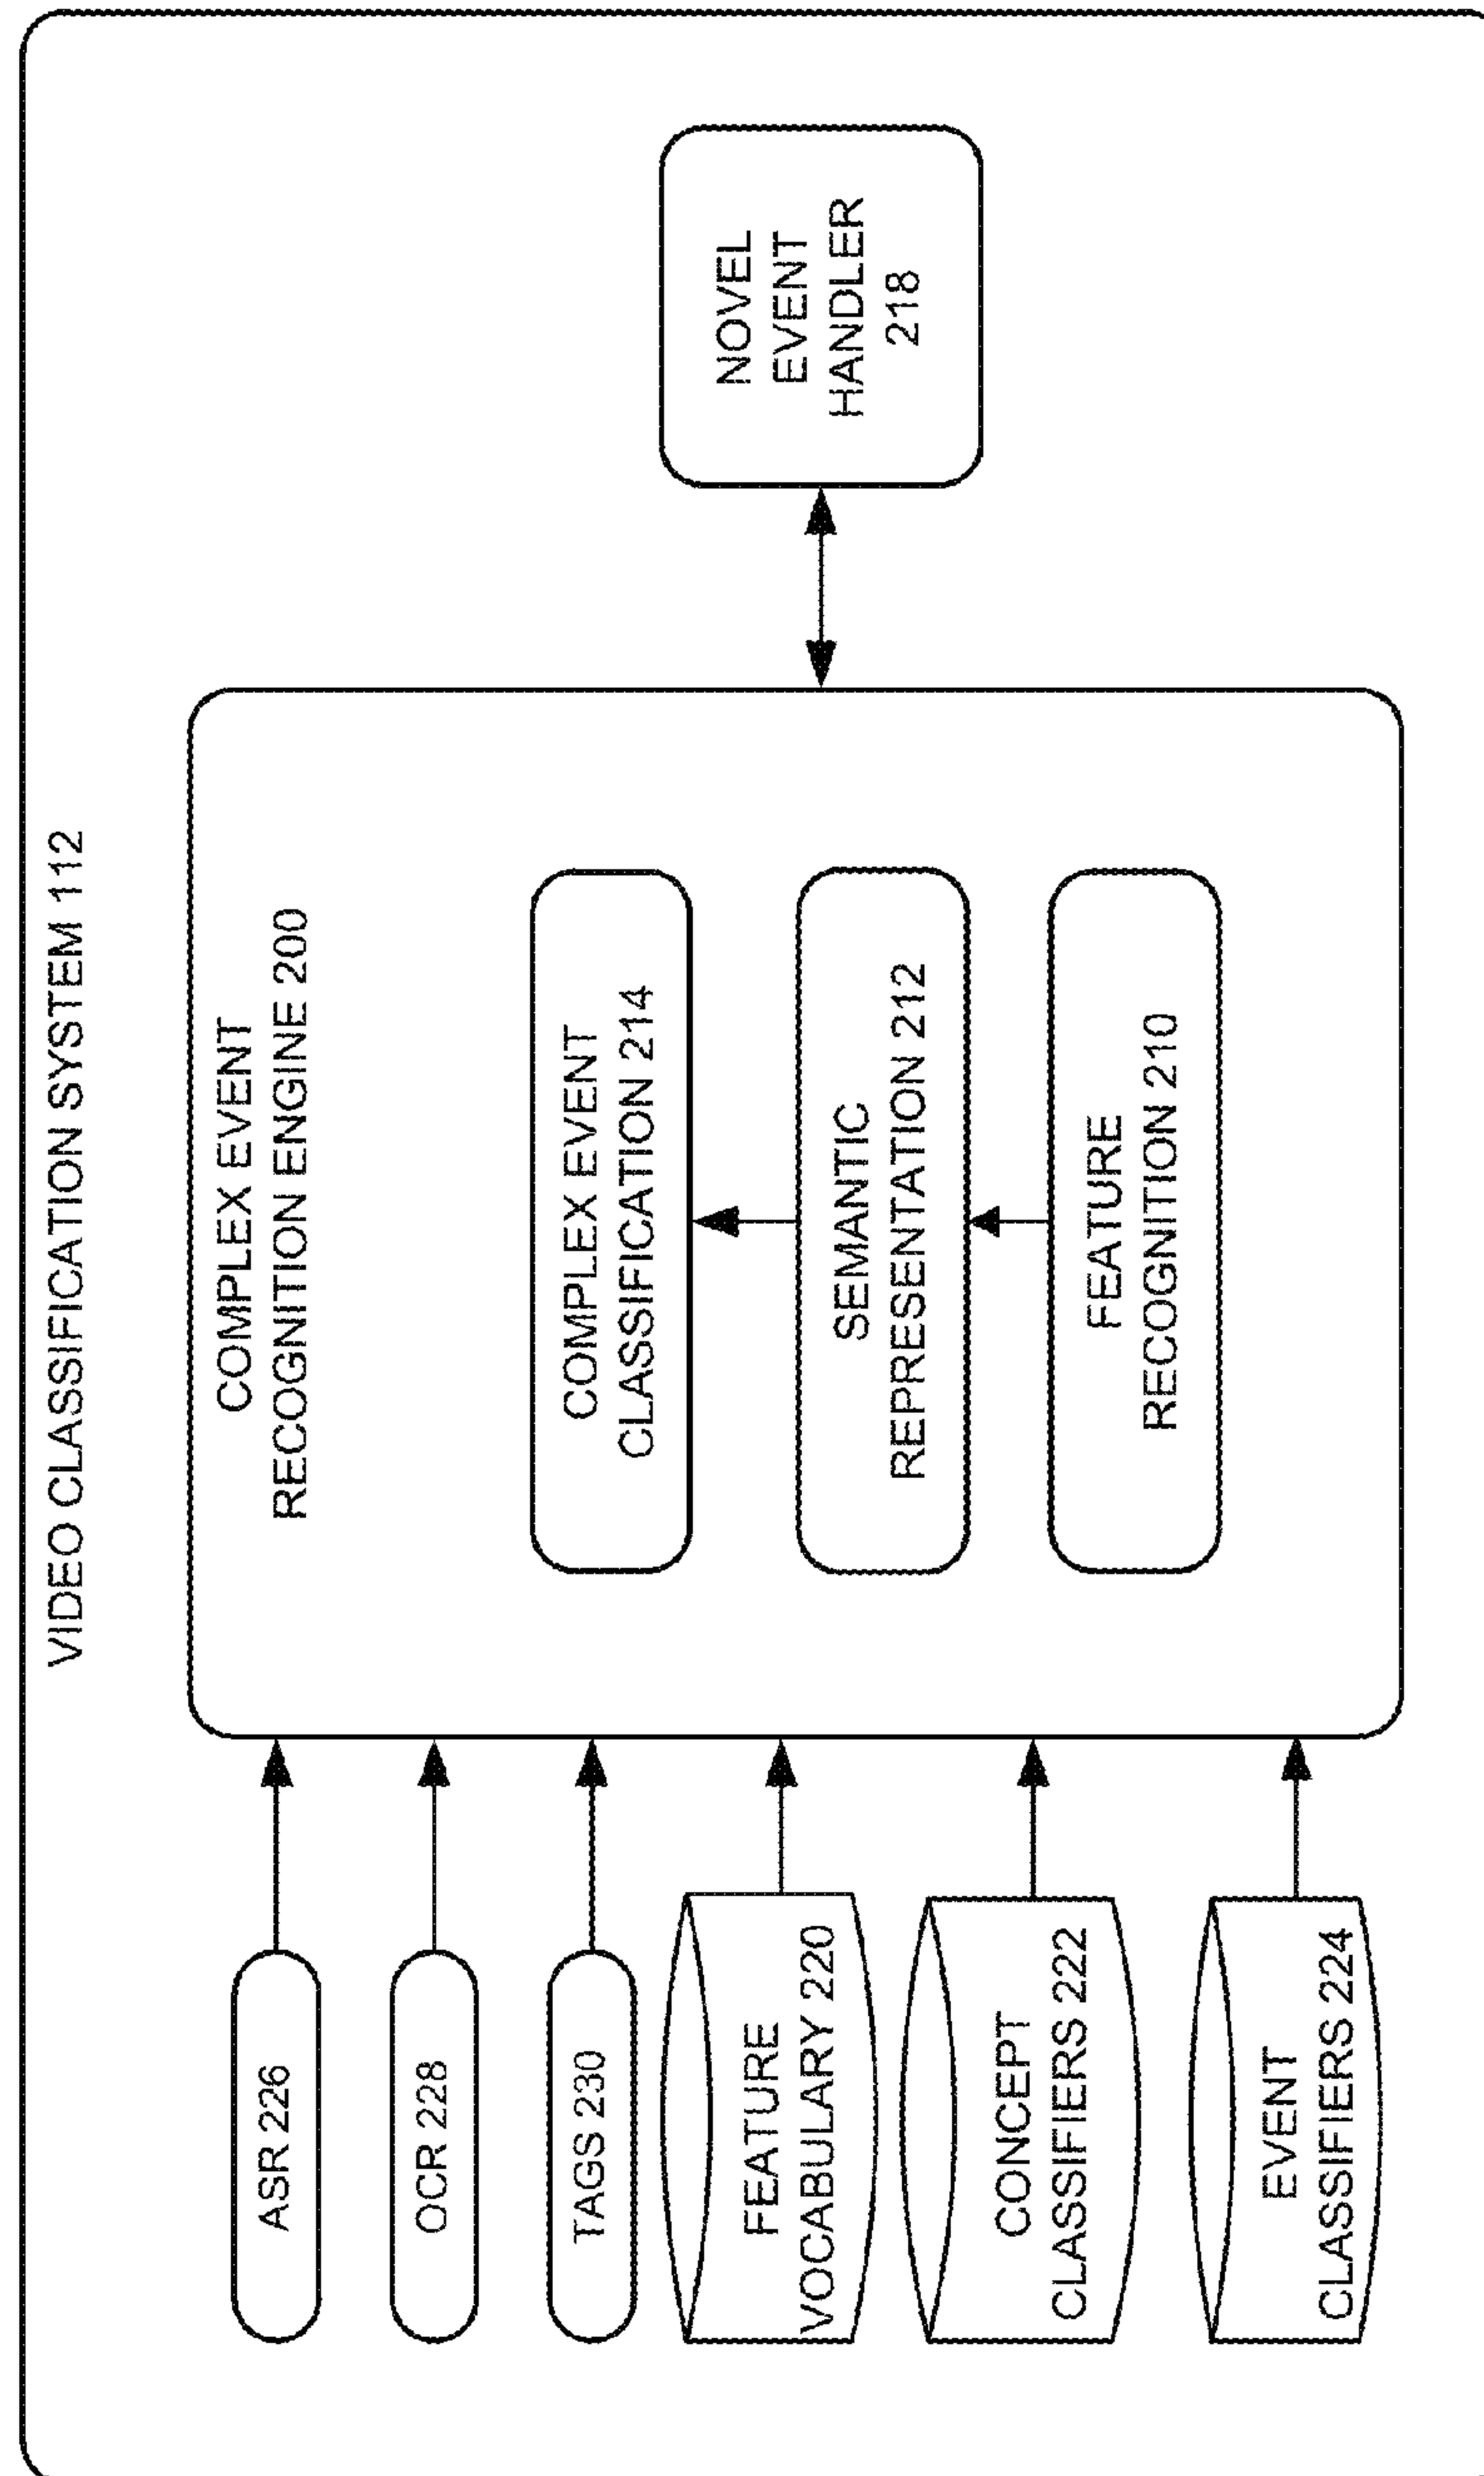 VIDEO CLASSIFICATION SYSTEM 112
ASR 226
OCR 228
TAGS 230
FEATURE
VOCABULARY 220
CONCEPT
CLASSIFIERS 222
EVENT
CLASSIFIERS 224
COMPLEX EVENT
RECOGNITION ENGINE 200
COMPLEX EVENT
CLASSIFICATION 214
SEMANTIC
REPRESENTATION 212
FEATURE
RECOGNITION 210
NOVEL
EVENT
HANDLER
218